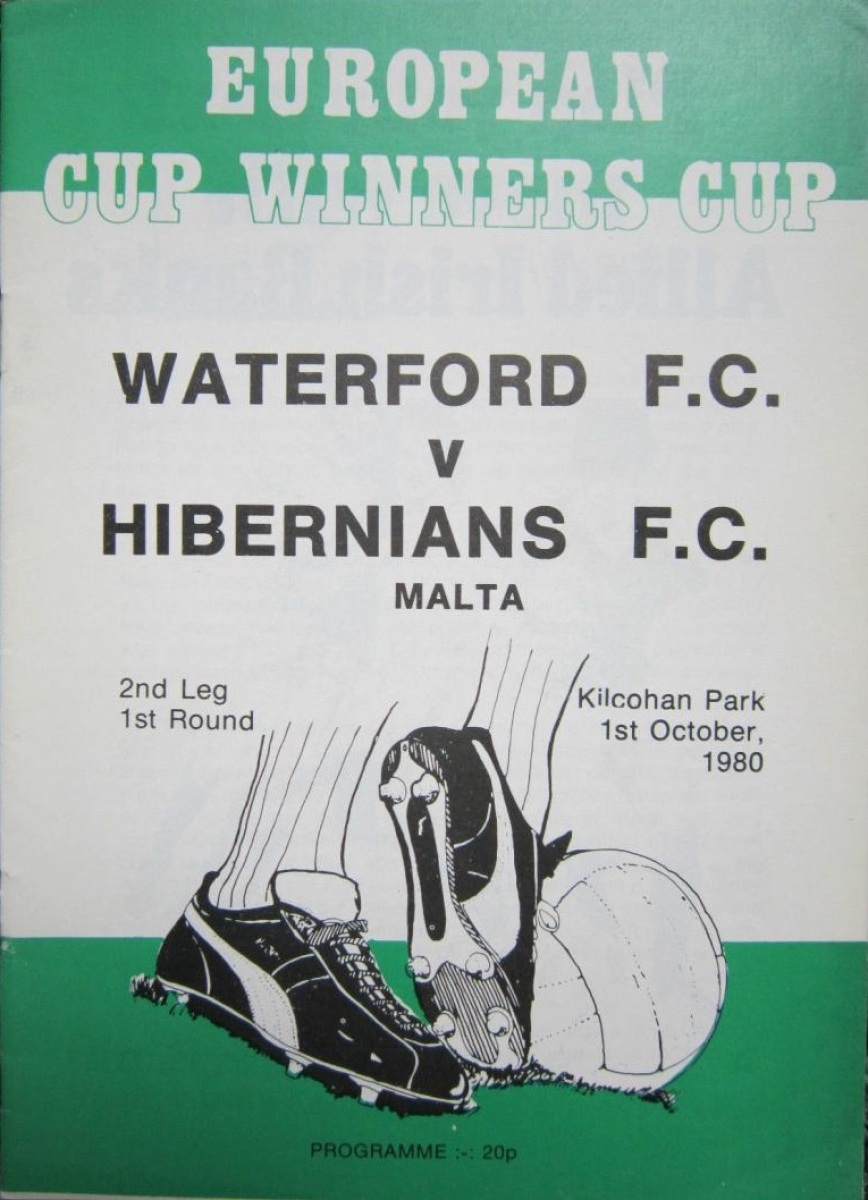 EUROPEAN
CUP WINNERS CUP
WATERFORD F.C.
V
HIBERNIANS F.C.
MALTA
2nd Leg
1st Round
Kilcohan Park
1st October,
1980
PROGRAMME :-: 20p